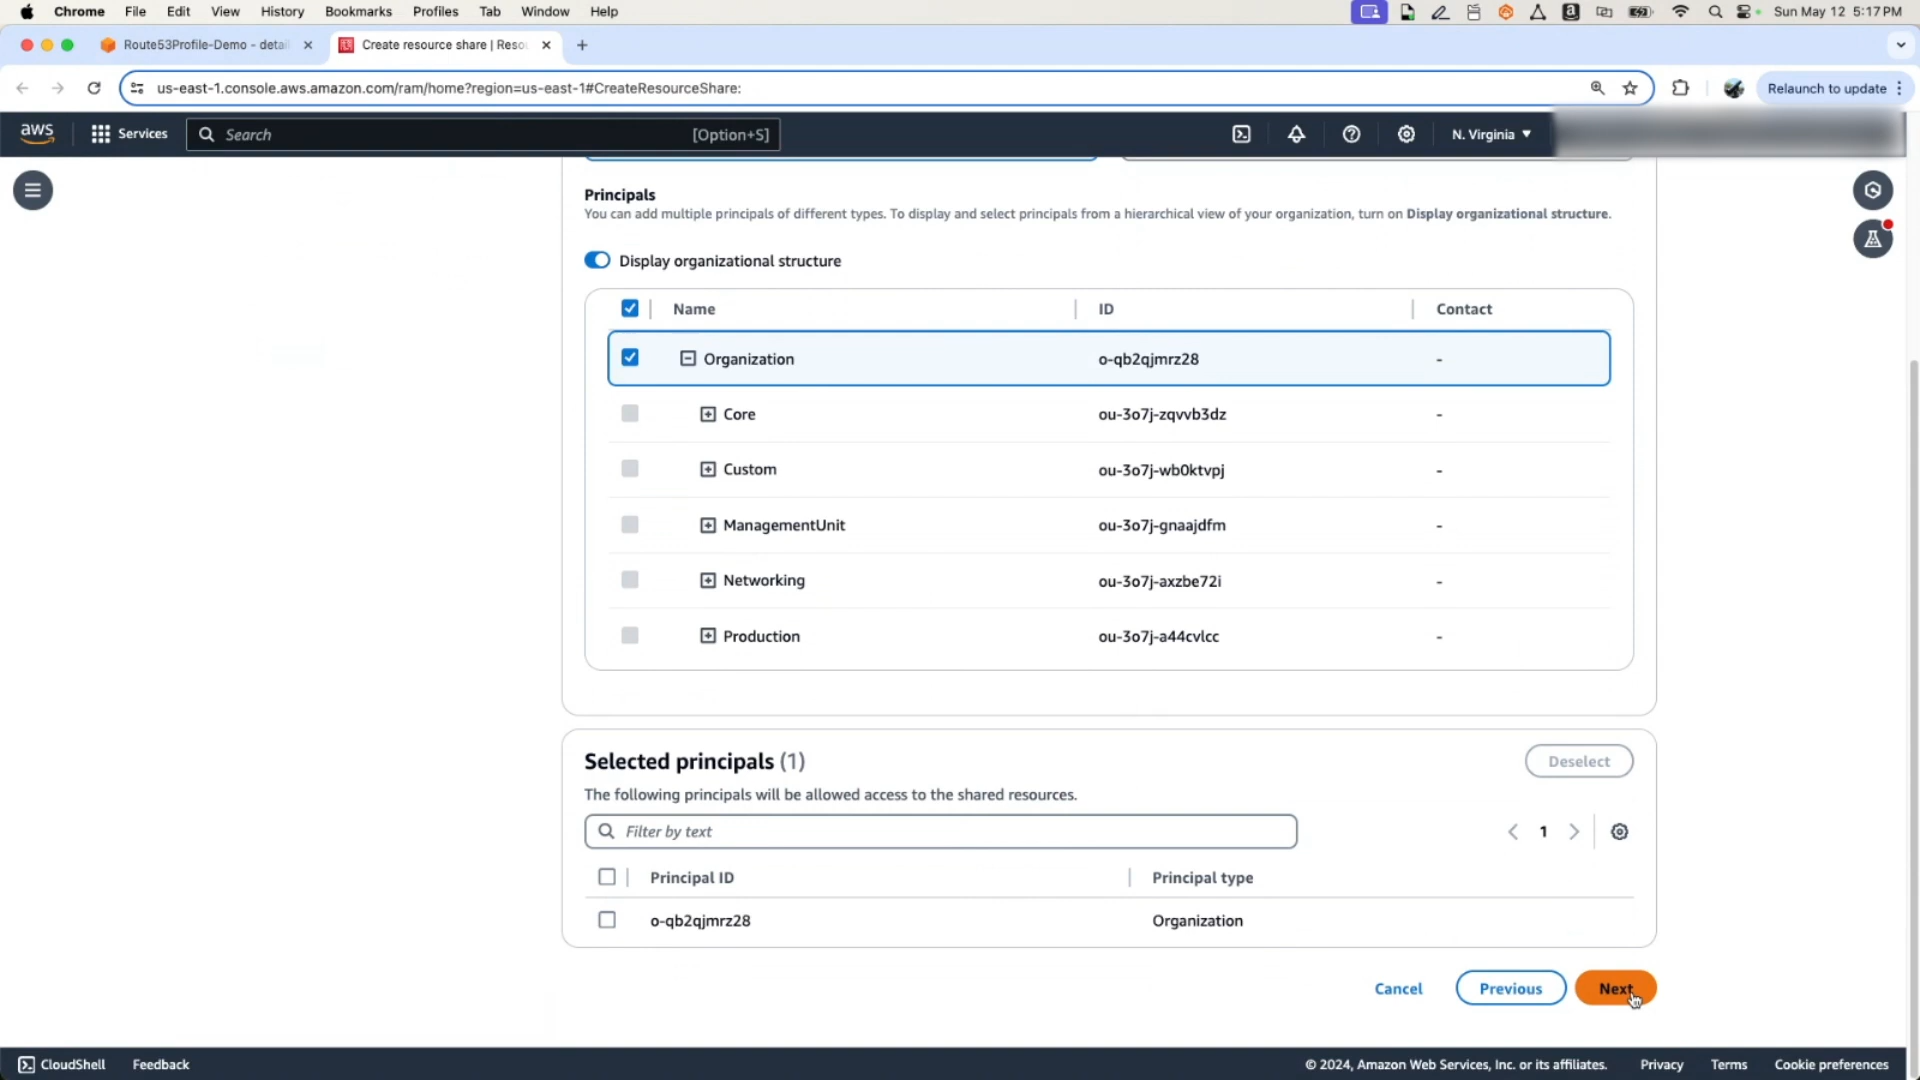 Chrome File Edit View History Bookmarks Profiles Tab Window Help Sun May 12 5:17 PM
Route53Profile-Demo - detai Create resource share | Reso
us-east-1.console.aws.amazon.com/ram/home?region=us-east-1#CreateResourceShare: Relaunch to update
aws Services Search [Option+S] N. Virginia
Principals
You can add multiple principals of different types. To display and select principals from a hierarchical view of your organization, turn on Display organizational structure.
Display organizational structure
Name ID Contact
Organization o-qb2qjmrz28 -
Core ou-3o7j-zqvvb3dz -
Custom ou-3o7j-wb0ktvpj -
ManagementUnit ou-3o7j-gnaajdfm -
Networking ou-3o7j-axzbe72i -
Production ou-3o7j-a44cvlcc -
Selected principals (1) Deselect
The following principals will be allowed access to the shared resources.
Filter by text 1
Principal ID Principal type
o-qb2qjmrz28 Organization
Cancel Previous Next
CloudShell Feedback © 2024, Amazon Web Services, Inc. or its affiliates. Privacy Terms Cookie preferences